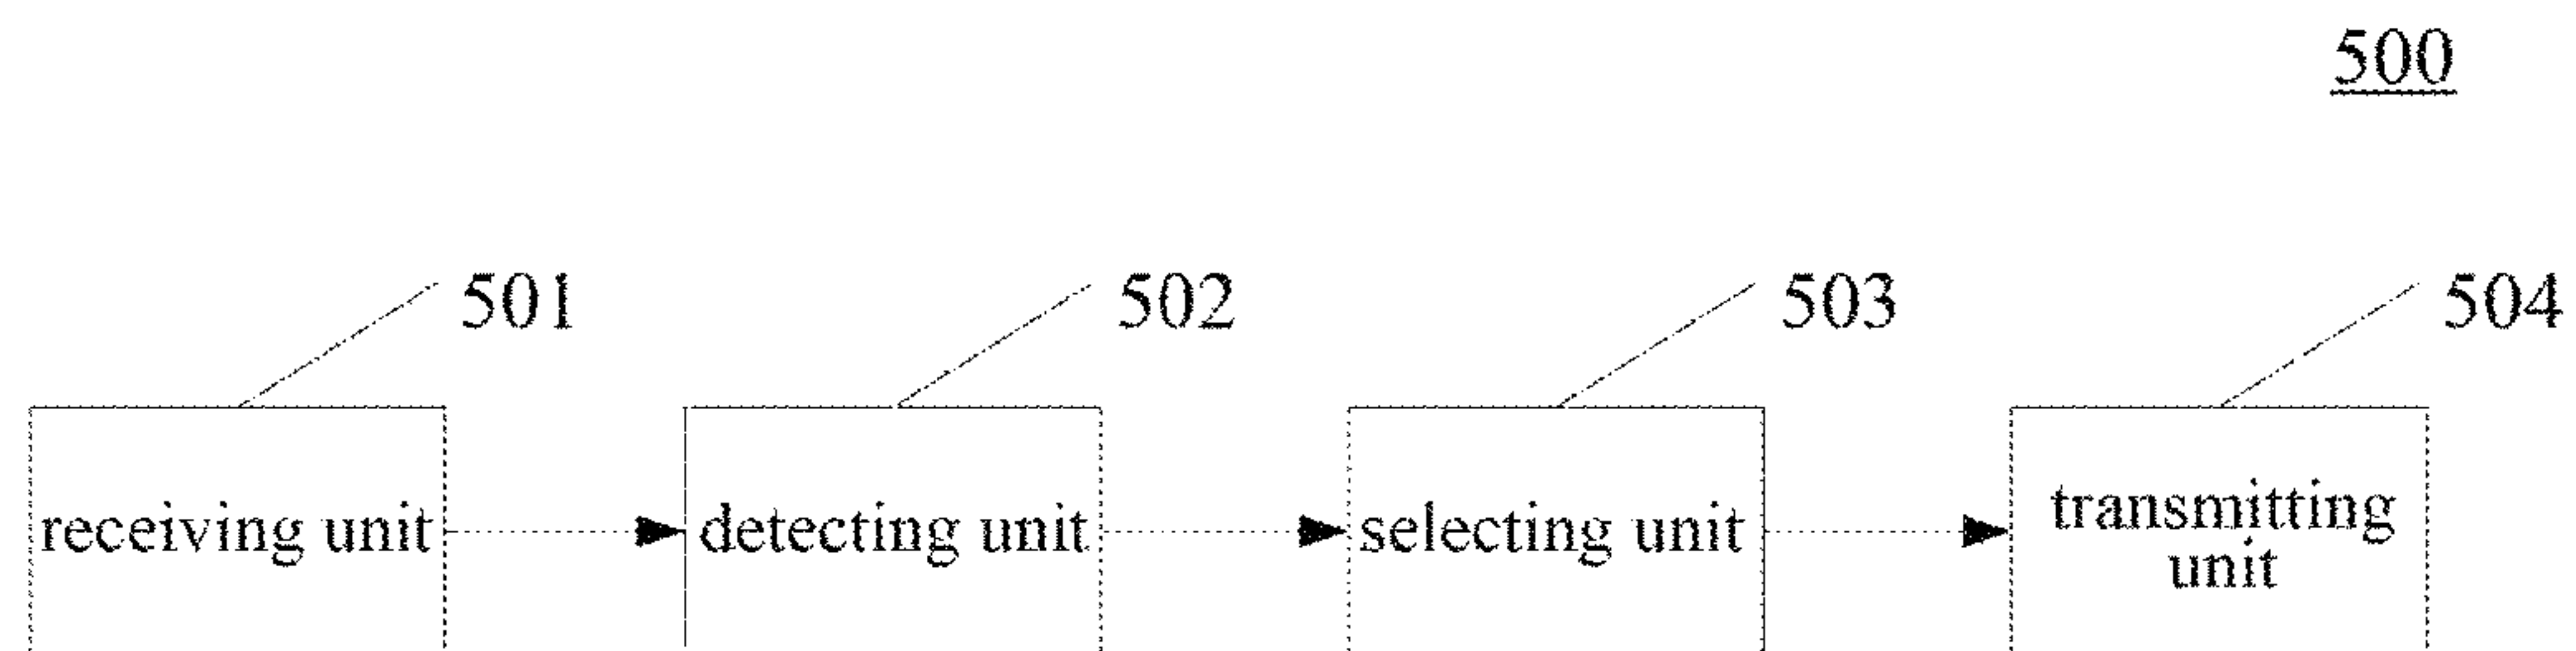 500
501
502
503
504
receiving unit
detecting unit
selecting unit
transmitting
unit